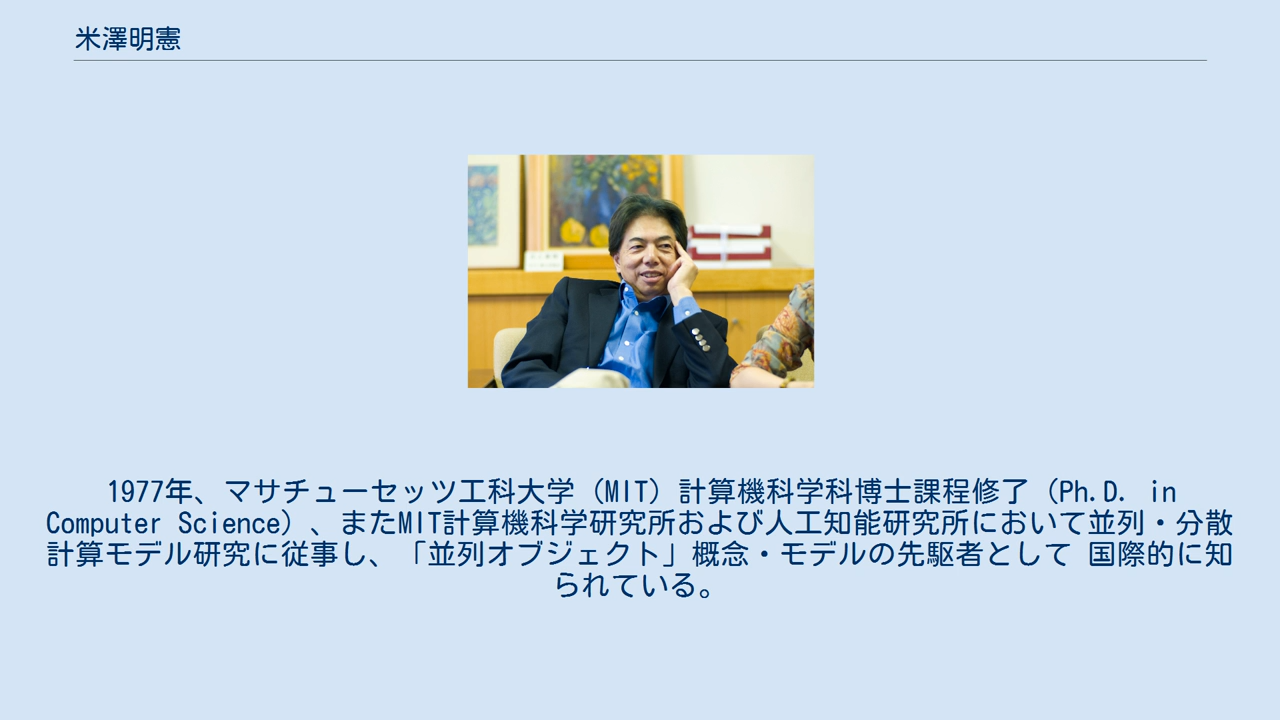 米澤明憲
1977年、マサチューセッツ工科大学（MIT）計算機科学科博士課程修了（Ph.D. in
Computer Science）、またMIT計算機科学研究所および人工知能研究所において並列・分散
計算モデル研究に従事し、「並列オブジェクト」概念・モデルの先駆者として 国際的に知
られている。